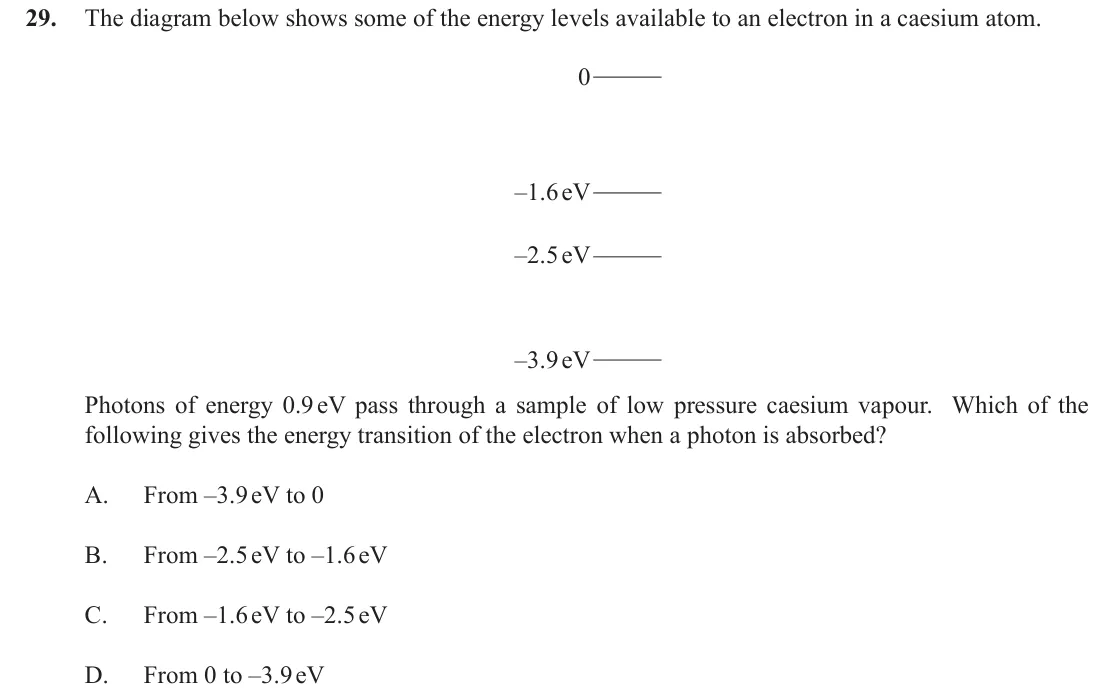 29. The diagram below shows some of the energy levels available to an electron in a caesium atom.
0
–1.6 eV
–2.5 eV
–3.9 eV
Photons of energy 0.9 eV pass through a sample of low pressure caesium vapour. Which of the
following gives the energy transition of the electron when a photon is absorbed?
A. From –3.9 eV to 0
B. From –2.5 eV to –1.6 eV
C. From –1.6 eV to –2.5 eV
D. From 0 to –3.9 eV